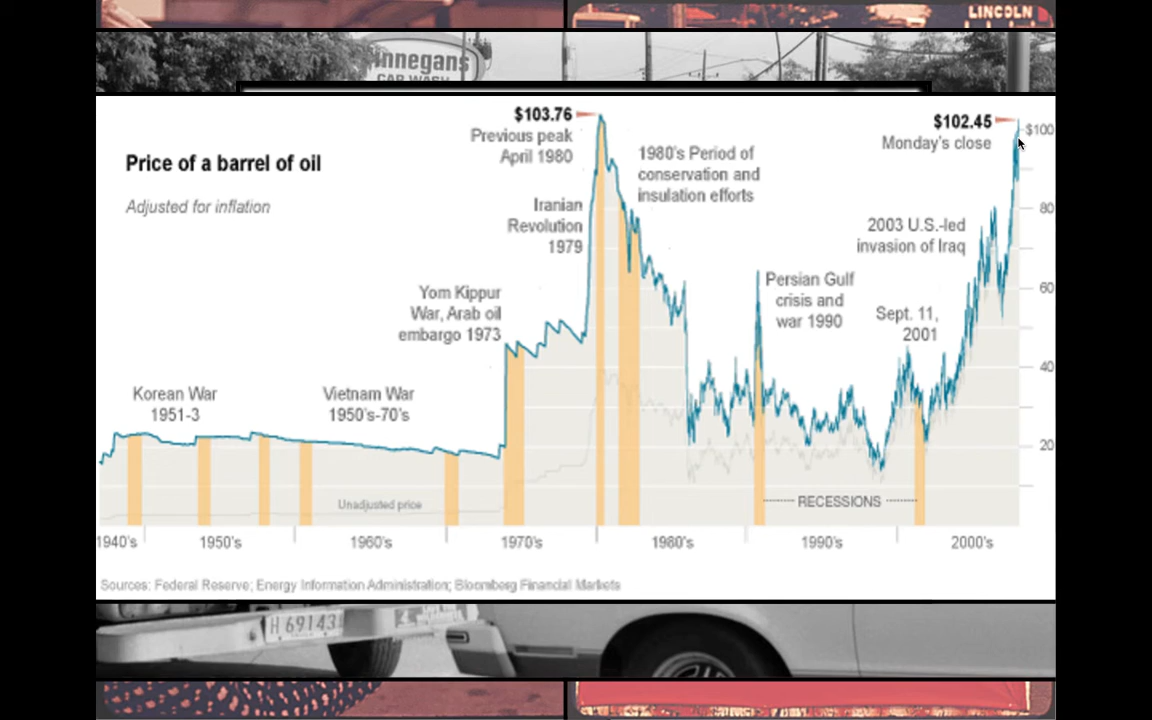 LINCOLN
innegans
CAR WASH
$103.76
Previous peak
April 1980
$102.45
Monday's close
$100
Price of a barrel of oil
1980's Period of
conservation and
insulation efforts
Adjusted for inflation
Iranian
Revolution
1979
80
2003 U.S.-led
invasion of Iraq
Yom Kippur
War, Arab oil
embargo 1973
Persian Gulf
crisis and
war 1990
60
Sept. 11,
2001
40
Korean War
1951-3
Vietnam War
1950's-70's
20
Unadjusted price
RECESSIONS
1940's 1950's 1960's 1970's 1980's 1990's 2000's
Sources: Federal Reserve; Energy Information Administration; Bloomberg Financial Markets
H 69143